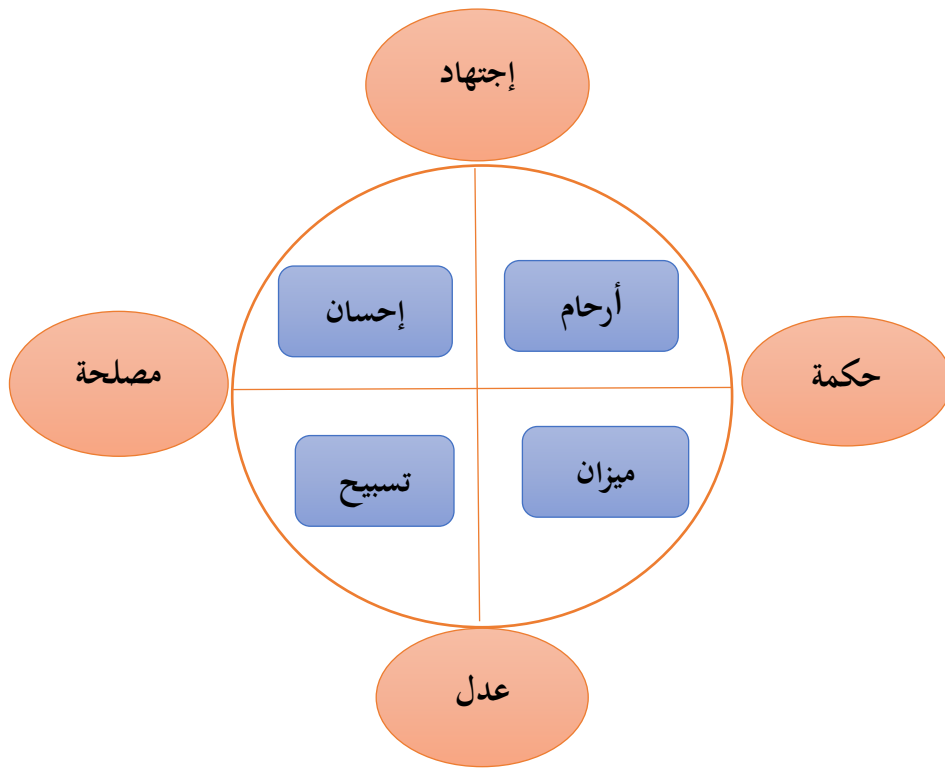 إجتهاد
أرحام
إحسان
حكمة
مصلحة
ميزان
تسبيح
عدل